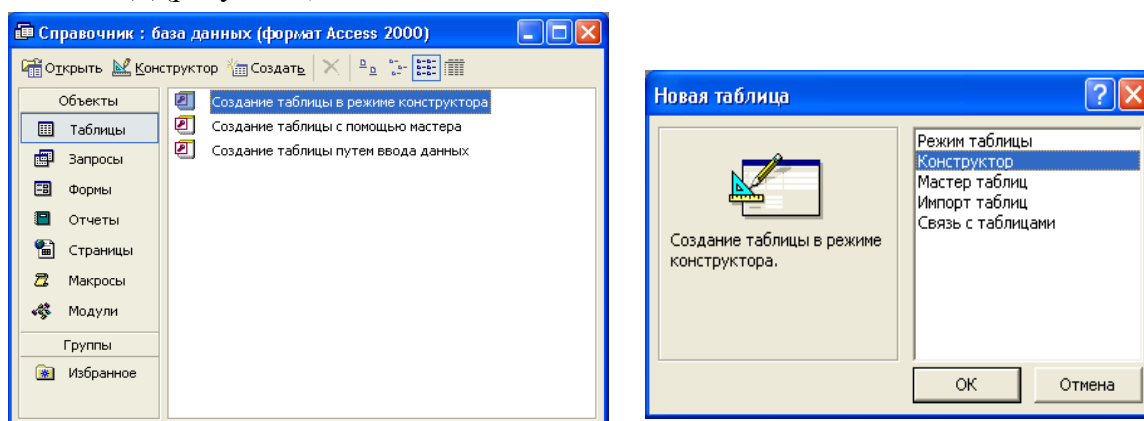 Справочник : база данных (формат Access 2000)
Открыть Конструктор Создать
Объекты
Таблицы
Запросы
Формы
Отчеты
Страницы
Макросы
Модули
Группы
Избранное
Создание таблицы в режиме конструктора
Создание таблицы с помощью мастера
Создание таблицы путем ввода данных
Новая таблица
Создание таблицы в режиме
конструктора.
Режим таблицы
Конструктор
Мастер таблиц
Импорт таблиц
Связь с таблицами
ОК
Отмена